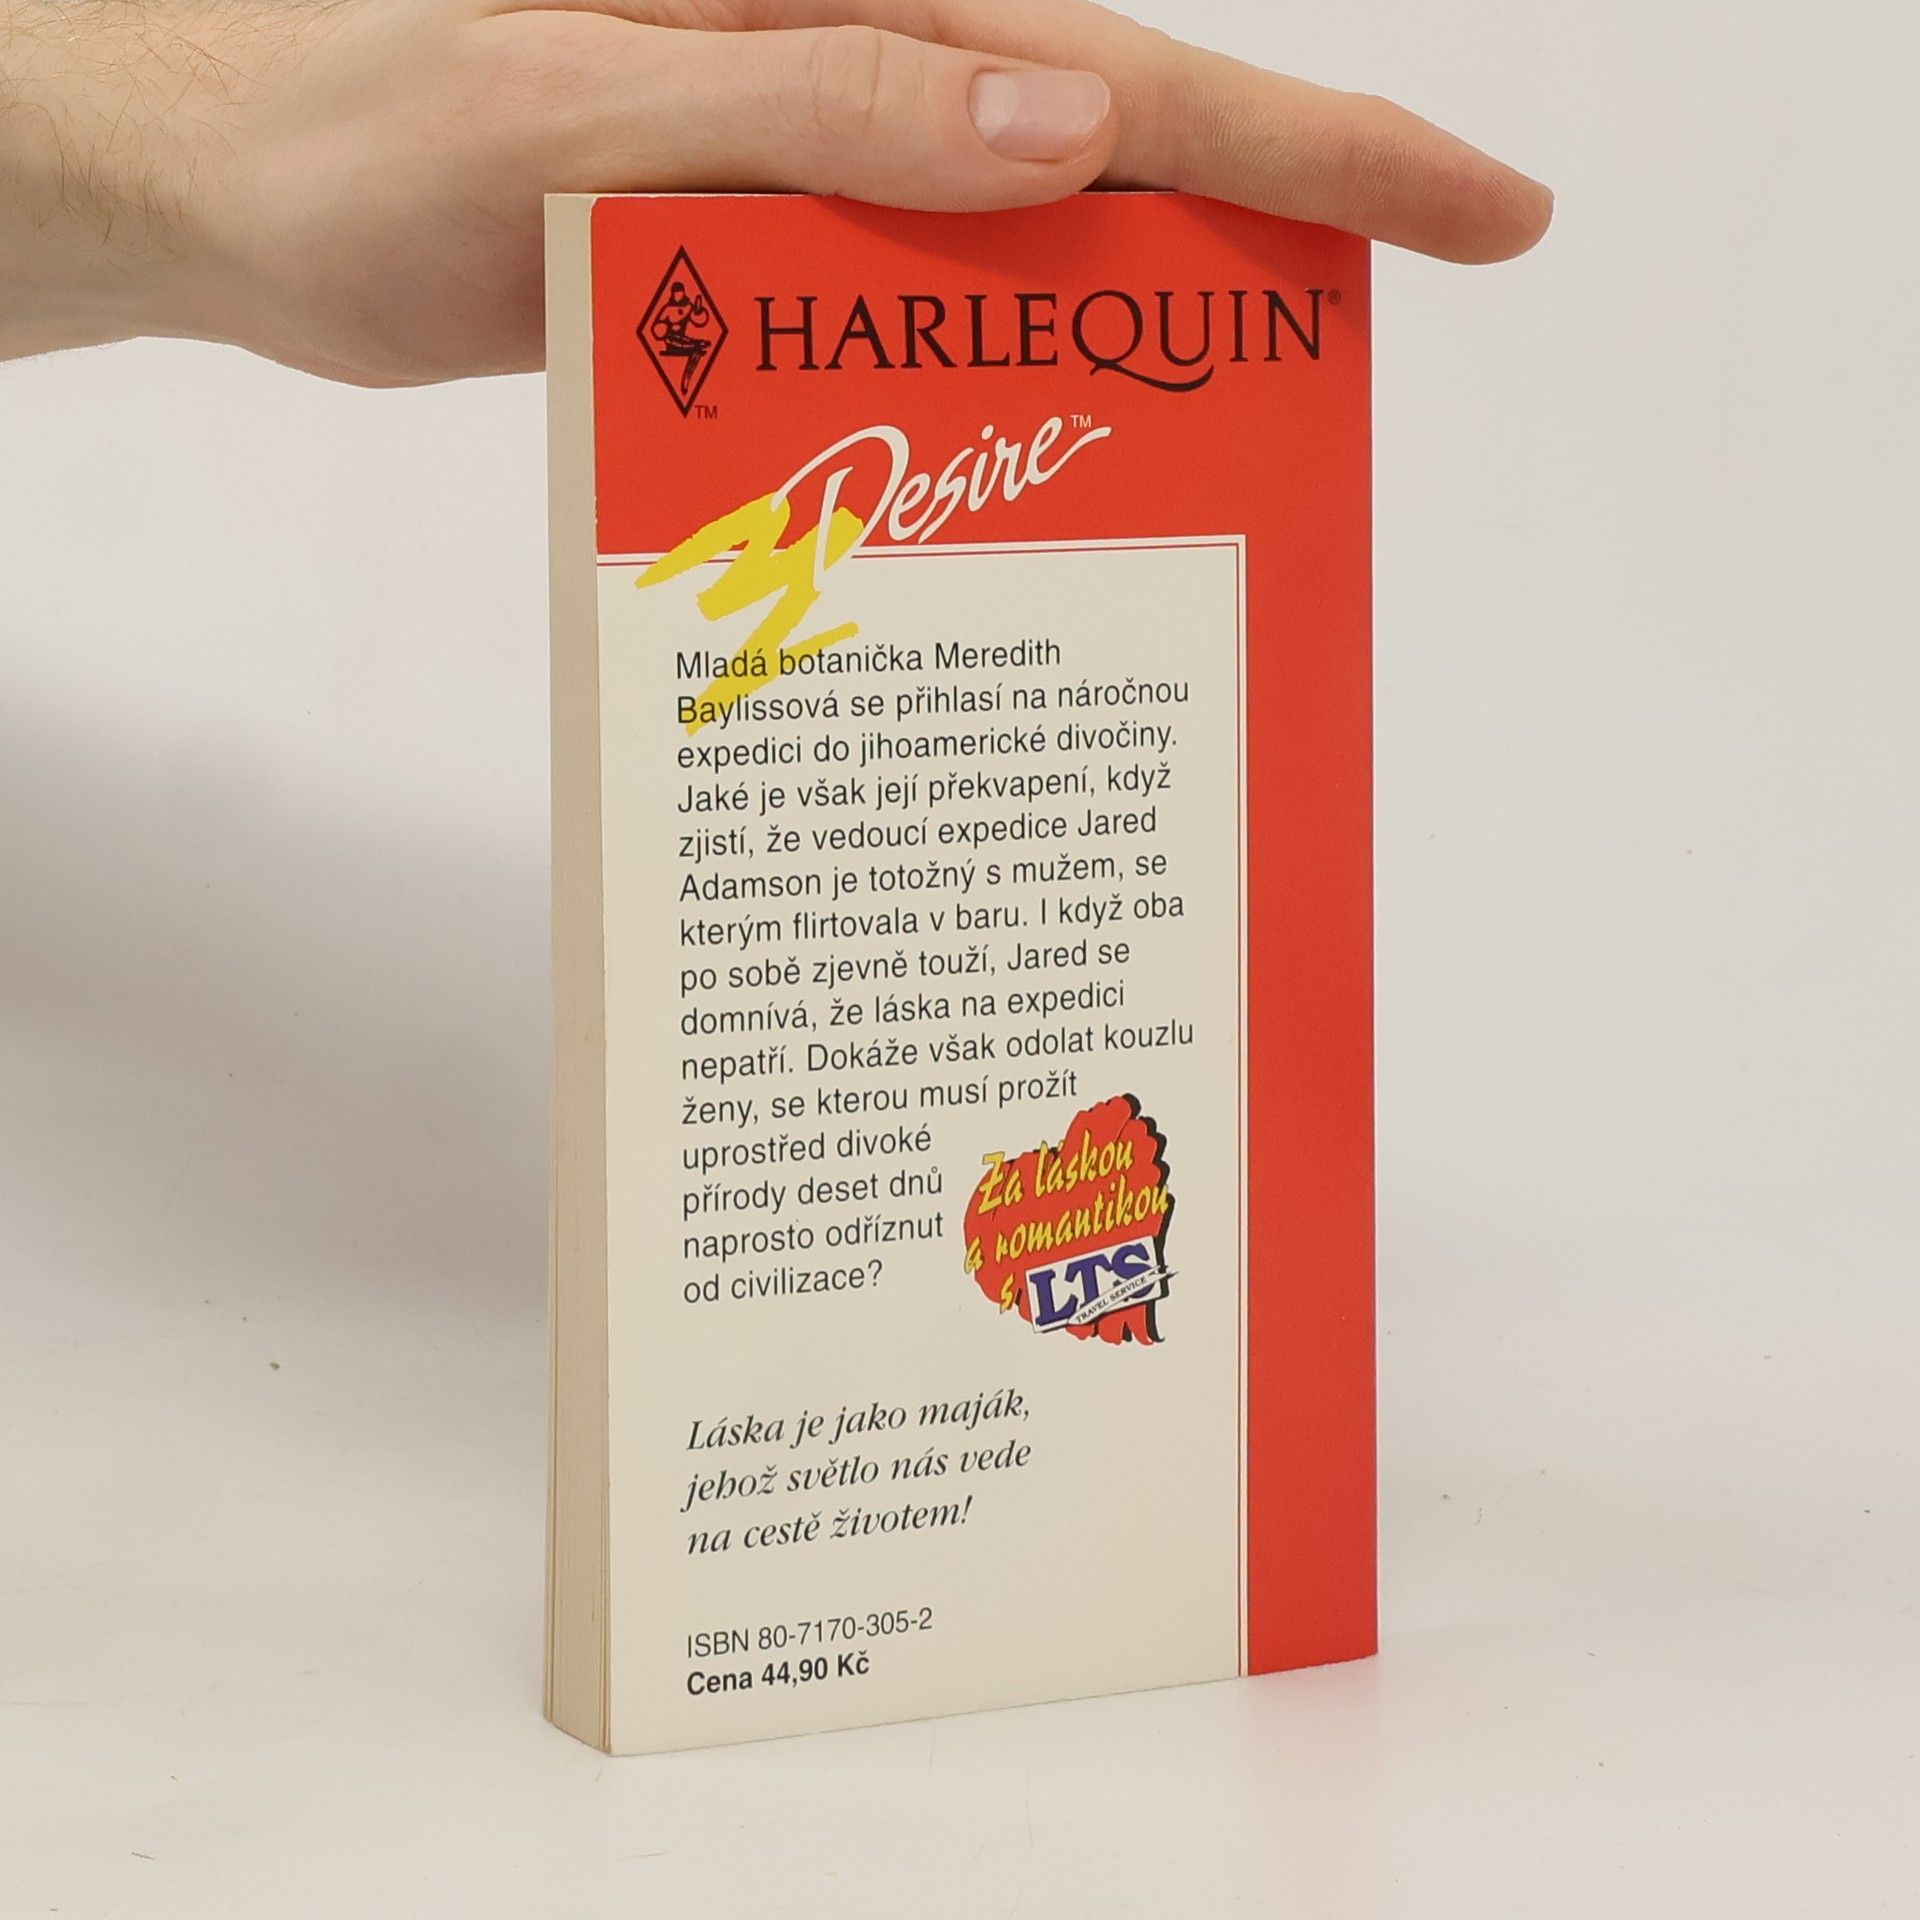 HARLEQUIN®
TM
Desire™
Mladá botanička Meredith
Baylissová se přihlasí na náročnou
expedici do jihoamerické divočiny.
Jaké je však její překvapení, když
zjistí, že vedoucí expedice Jared
Adamson je totožný s mužem, se
kterým flirtovala v baru. I když oba
po sobě zjevně touží, Jared se
domnívá, že láska na expedici
nepatří. Dokáže však odolat kouzlu
ženy, se kterou musí prožít
uprostřed divoké
přírody deset dnů
naprosto odříznut
od civilizace?
Za láskou
a romantikou
s LTS
TRAVEL SERVICE
Láska je jako maják,
jehož světlo nás vede
na cestě životem!
ISBN 80-7170-305-2
Cena 44,90 Kč